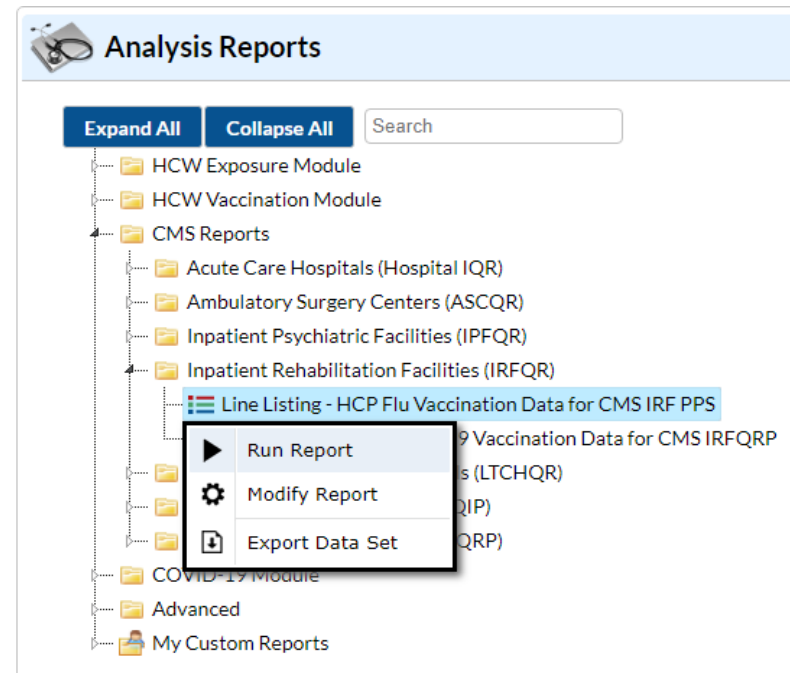 Analysis Reports
Expand All Collapse All Search
HCW Exposure Module
HCW Vaccination Module
CMS Reports
Acute Care Hospitals (Hospital IQR)
Ambulatory Surgery Centers (ASCQR)
Inpatient Psychiatric Facilities (IPFQR)
Inpatient Rehabilitation Facilities (IRFQR)
Line Listing - HCP Flu Vaccination Data for CMS IRF PPS
9 Vaccination Data for CMS IRFQRP
Run Report
s (LTCHQR)
Modify Report
QIP)
Export Data Set
QRP)
COVID-19 Module
Advanced
My Custom Reports